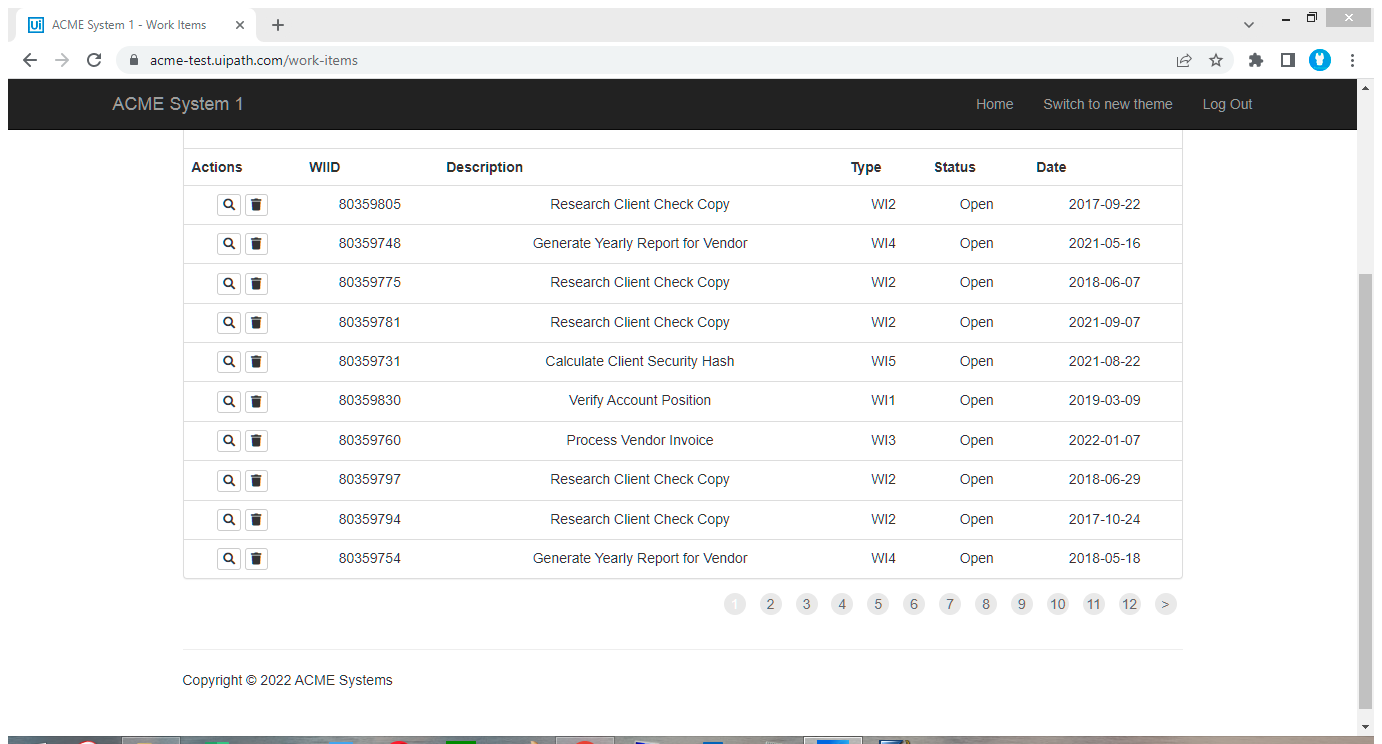 Ui ACME System 1 - Work Items
acme-test.uipath.com/work-items
ACME System 1 Home Switch to new theme Log Out
Actions WIID Description Type Status Date
80359805 Research Client Check Copy WI2 Open 2017-09-22
80359748 Generate Yearly Report for Vendor WI4 Open 2021-05-16
80359775 Research Client Check Copy WI2 Open 2018-06-07
80359781 Research Client Check Copy WI2 Open 2021-09-07
80359731 Calculate Client Security Hash WI5 Open 2021-08-22
80359830 Verify Account Position WI1 Open 2019-03-09
80359760 Process Vendor Invoice WI3 Open 2022-01-07
80359797 Research Client Check Copy WI2 Open 2018-06-29
80359794 Research Client Check Copy WI2 Open 2017-10-24
80359754 Generate Yearly Report for Vendor WI4 Open 2018-05-18
1 2 3 4 5 6 7 8 9 10 11 12 >
Copyright © 2022 ACME Systems